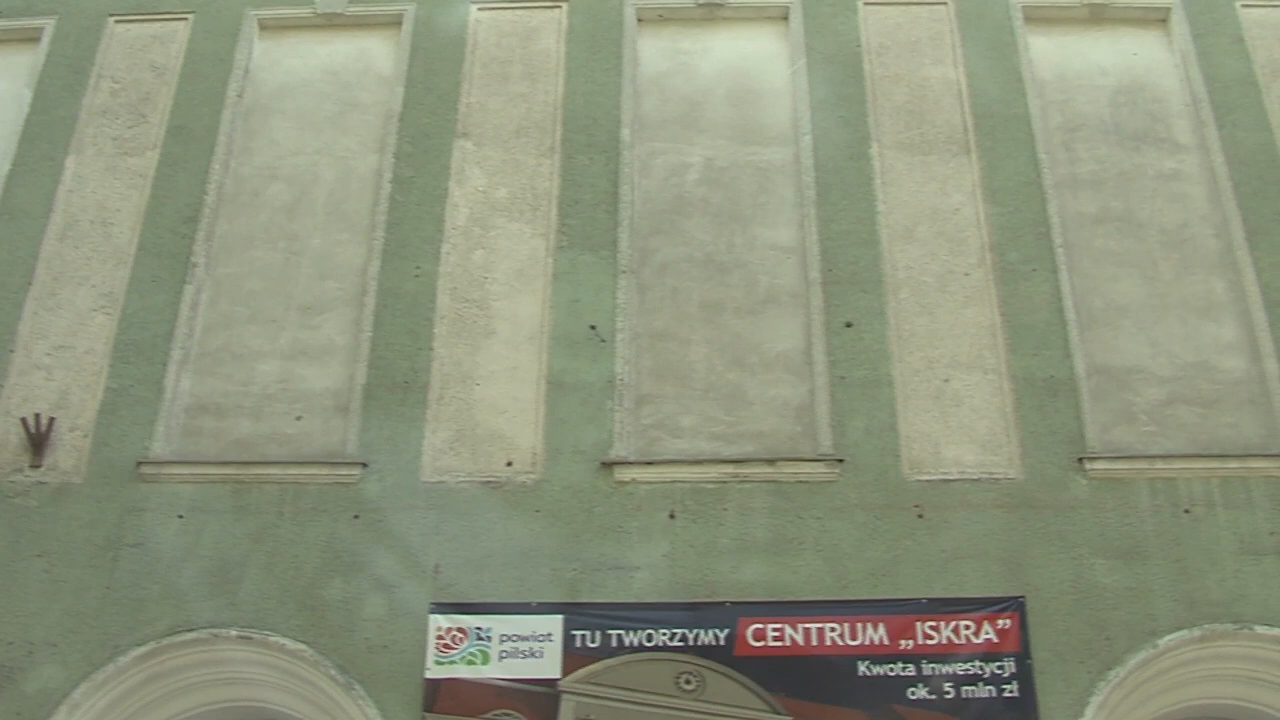 powiat
pilski
TU TWORZYMY CENTRUM „ISKRA”
Kwota inwestycji
ok. 5 mln zł